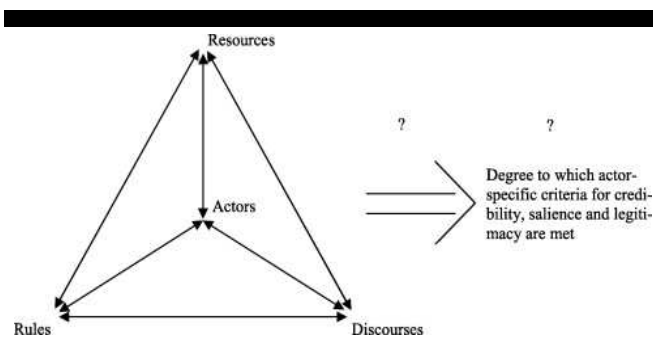 Resources
? ?
Degree to which actor-
specific criteria for credi-
bility, salience and legiti-
macy are met
Actors
Rules
Discourses